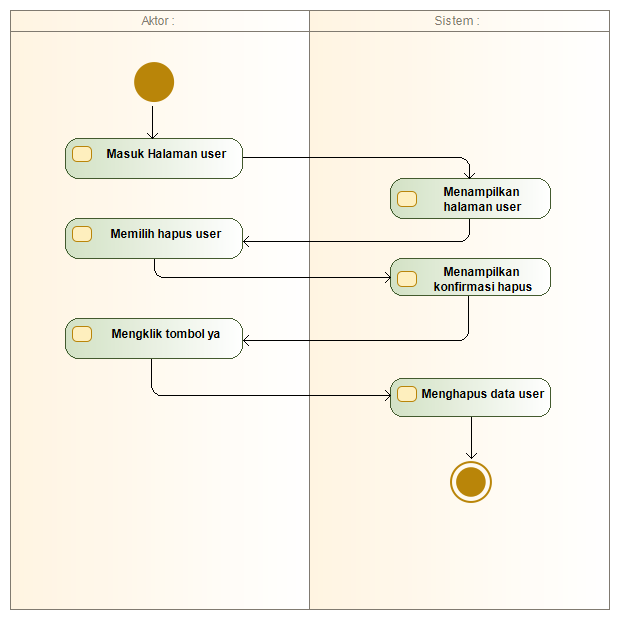 Aktor :
Sistem :
Masuk Halaman user
Menampilkan
halaman user
Memilih hapus user
Menampilkan
konfirmasi hapus
Mengklik tombol ya
Menghapus data user